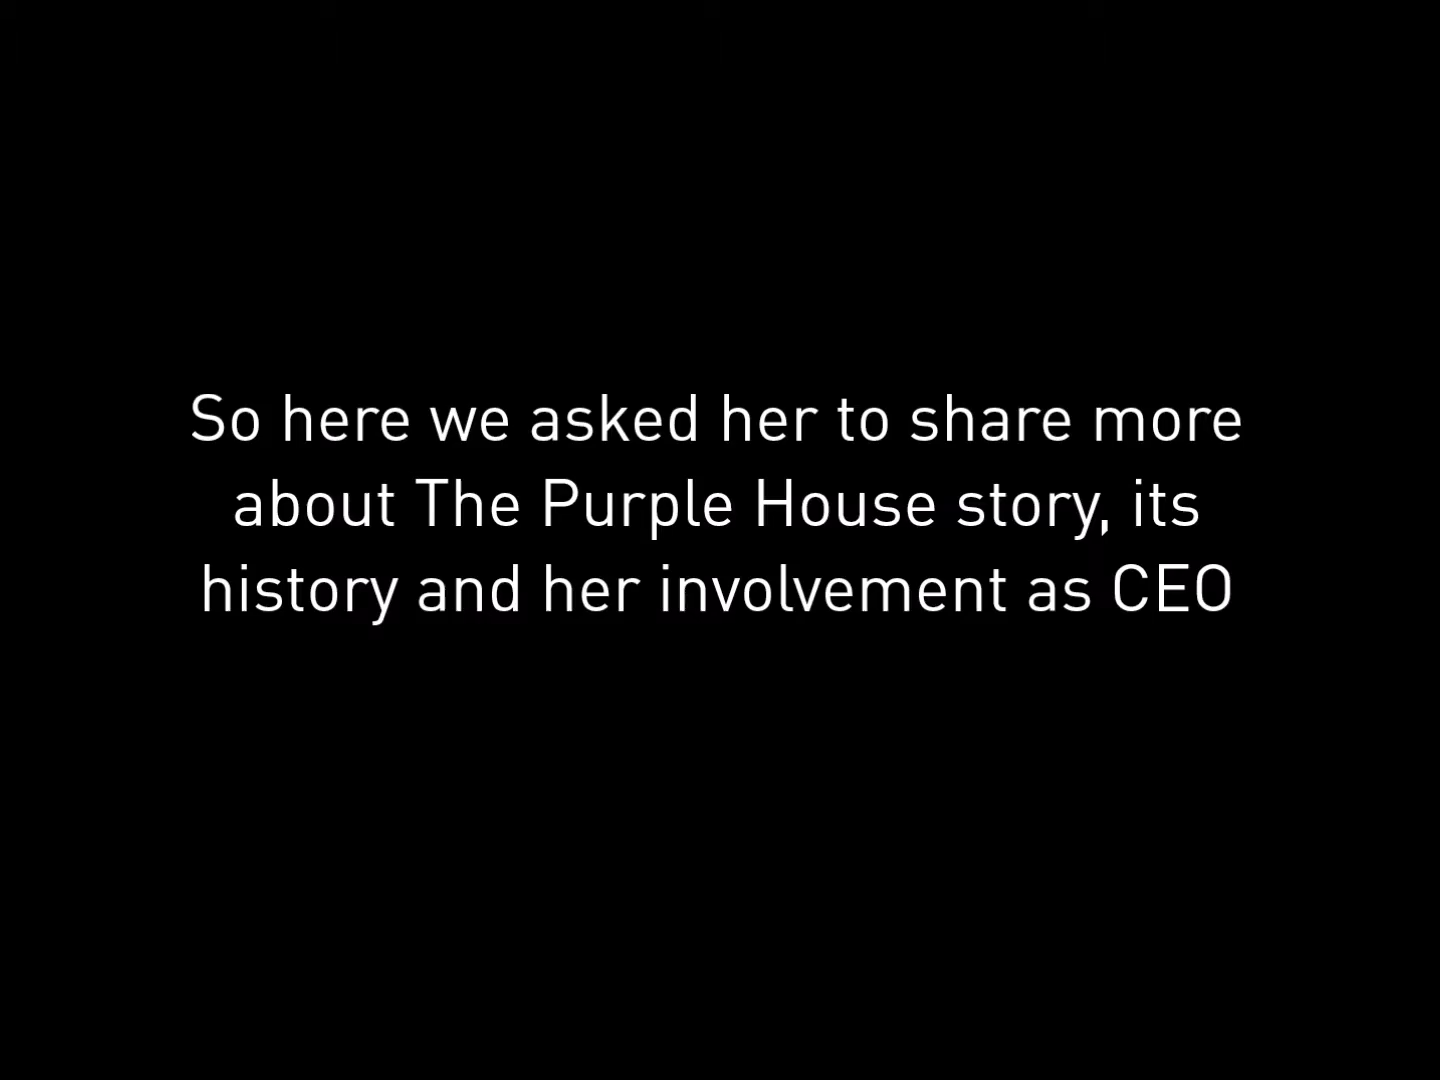 So here we asked her to share more
about The Purple House story, its
history and her involvement as CEO